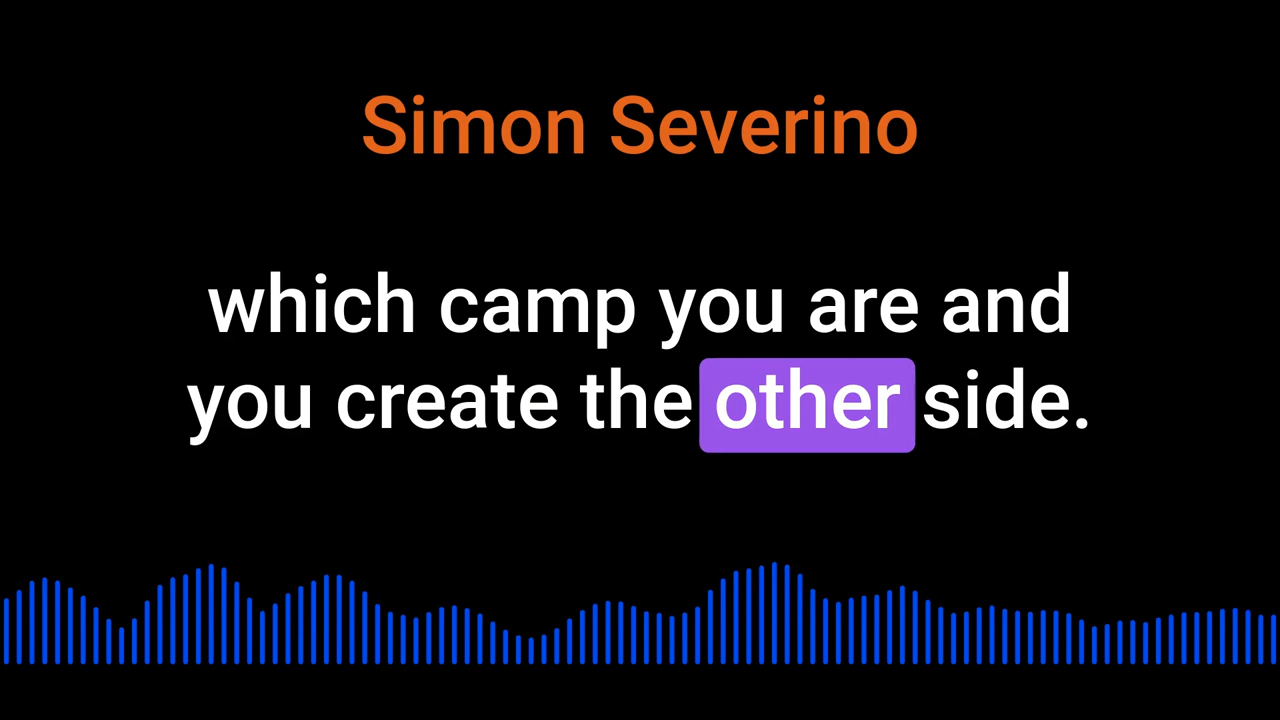 Simon Severino
which camp you are and
you create the other side.